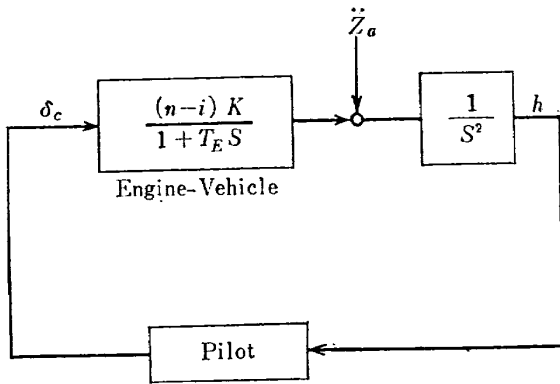 Z̈a
δc
(n−i) K
1 + TE S
Engine-Vehicle
1
S²
h
Pilot